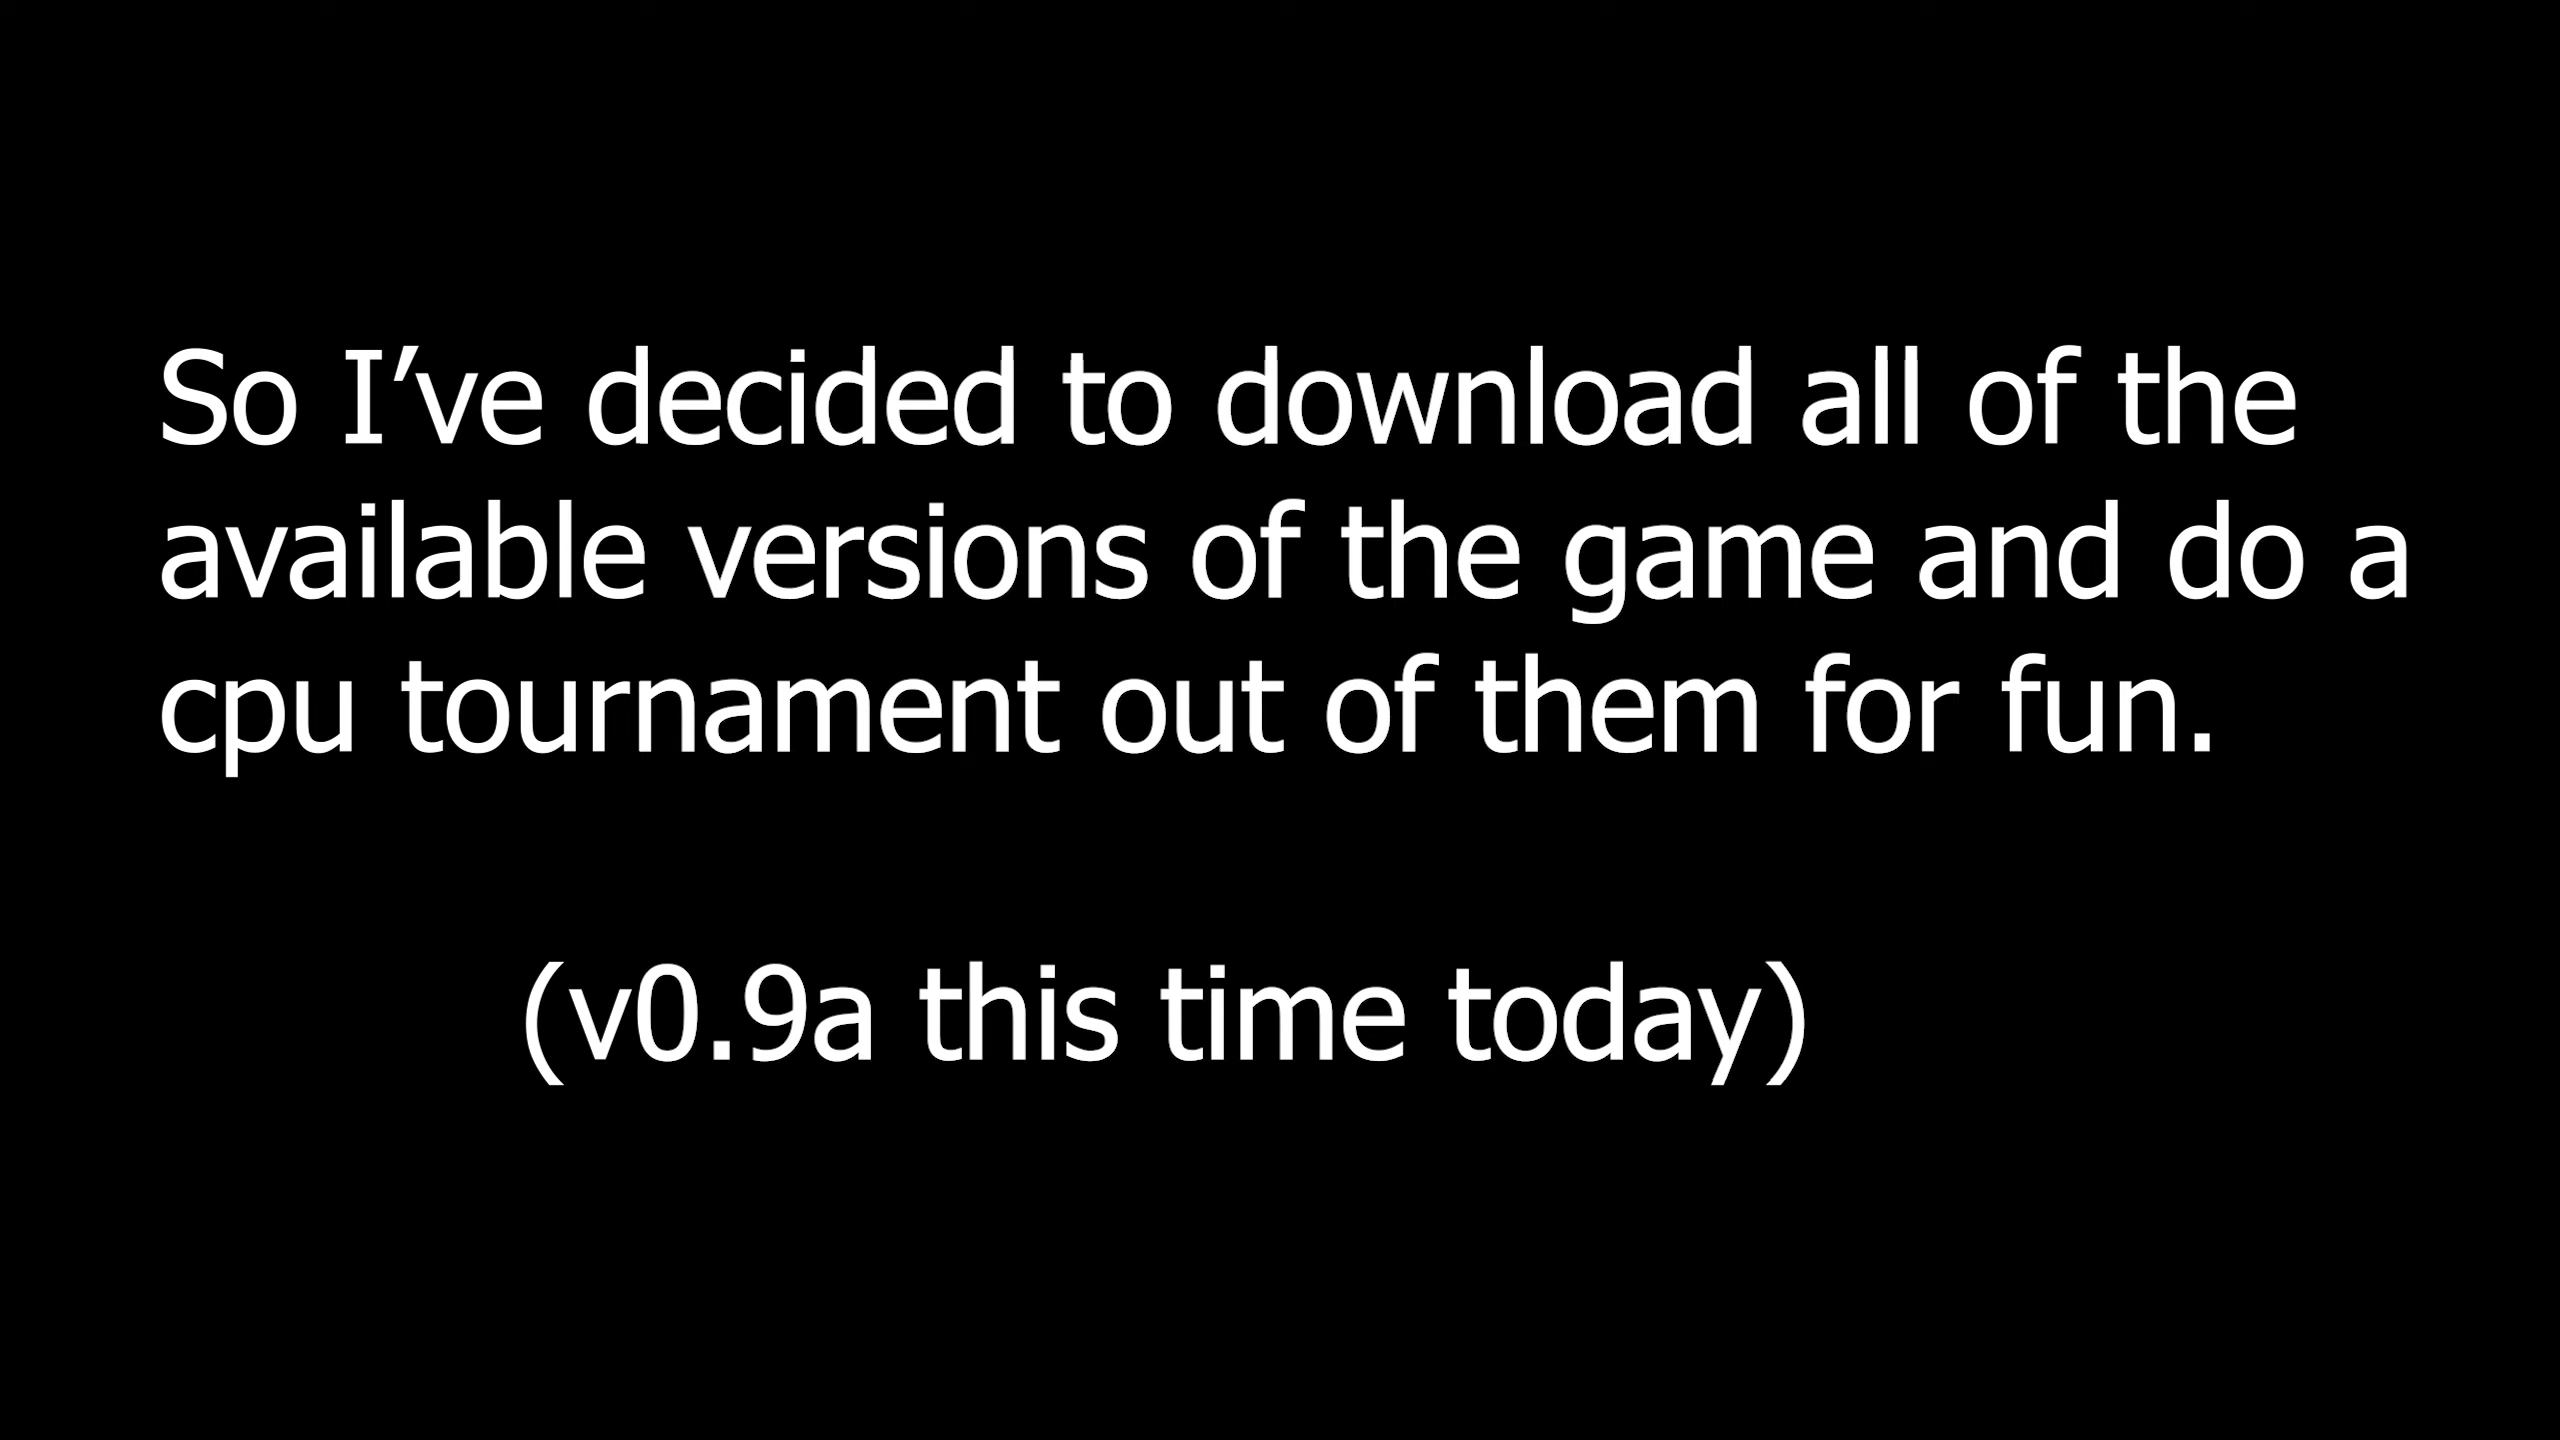 So I’ve decided to download all of the
available versions of the game and do a
cpu tournament out of them for fun.
(v0.9a this time today)